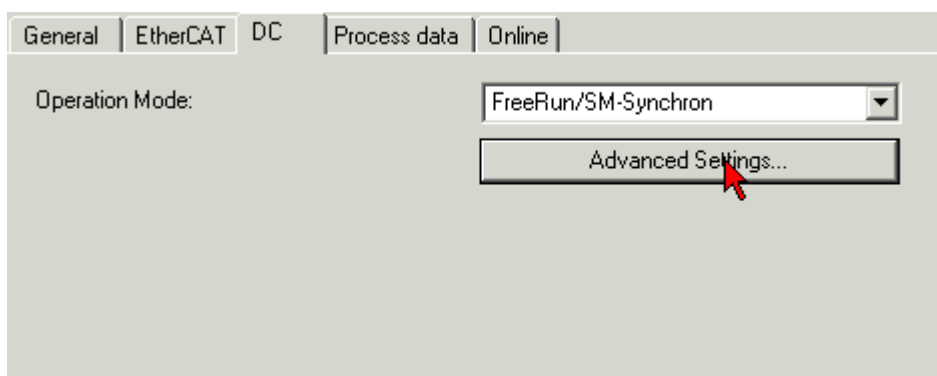 General EtherCAT DC Process data Online
Operation Mode: FreeRun/SM-Synchron
Advanced Settings...